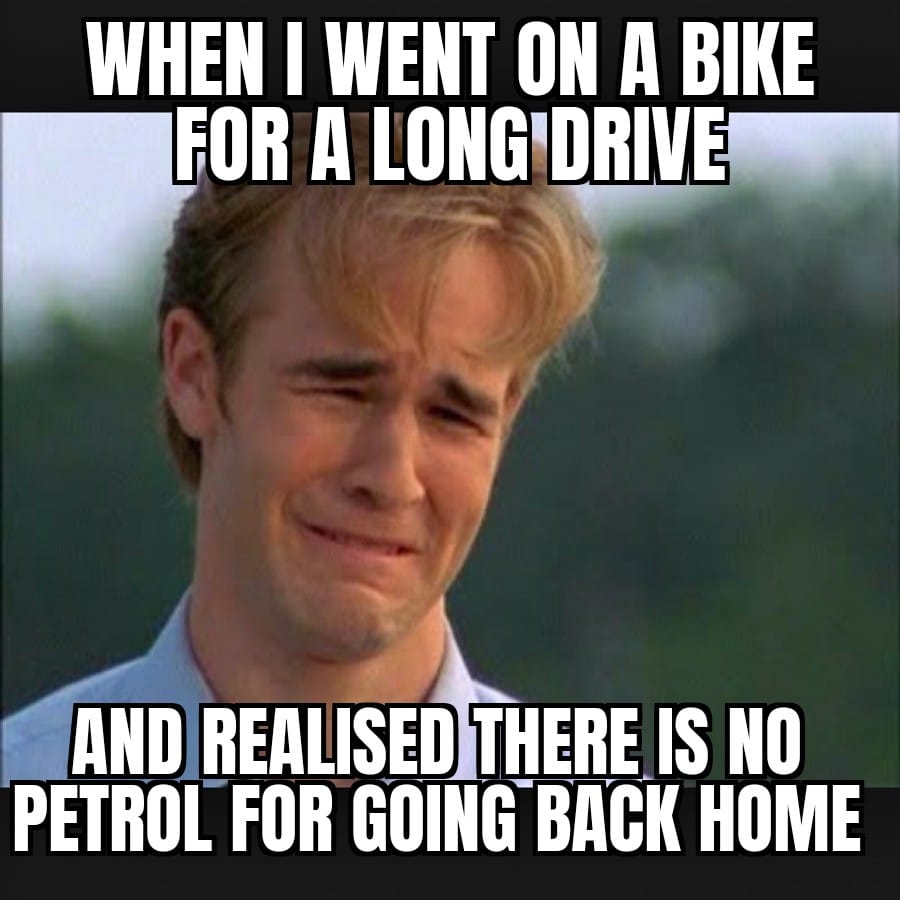 WHEN I WENT ON A BIKE
FOR A LONG DRIVE
AND REALISED THERE IS NO
PETROL FOR GOING BACK HOME